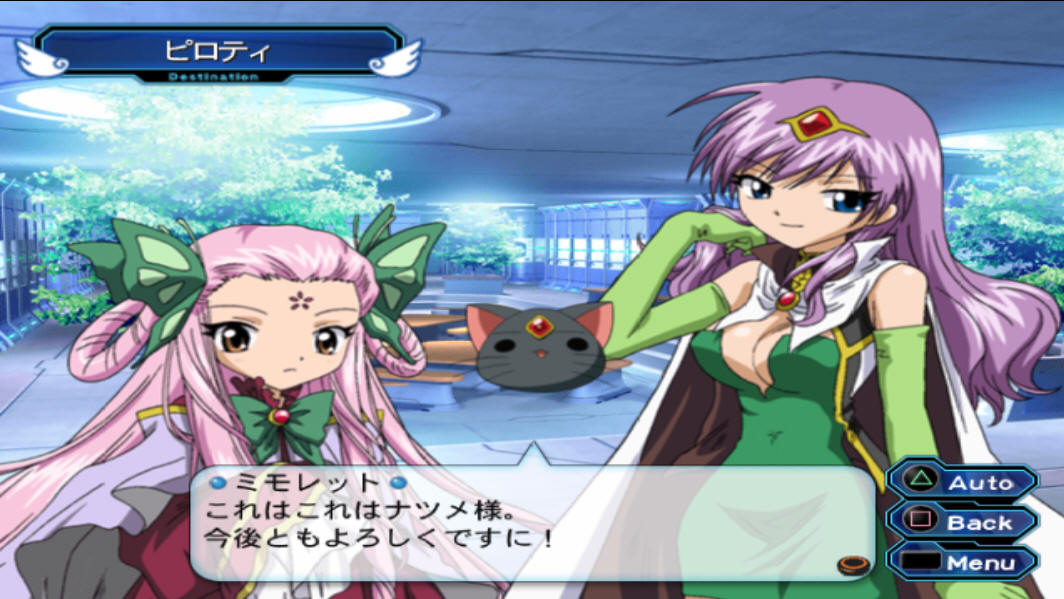 ピロティ
Destination
ミモレット
これはこれはナツメ様。
今後ともよろしくですに！
Auto
Back
Menu